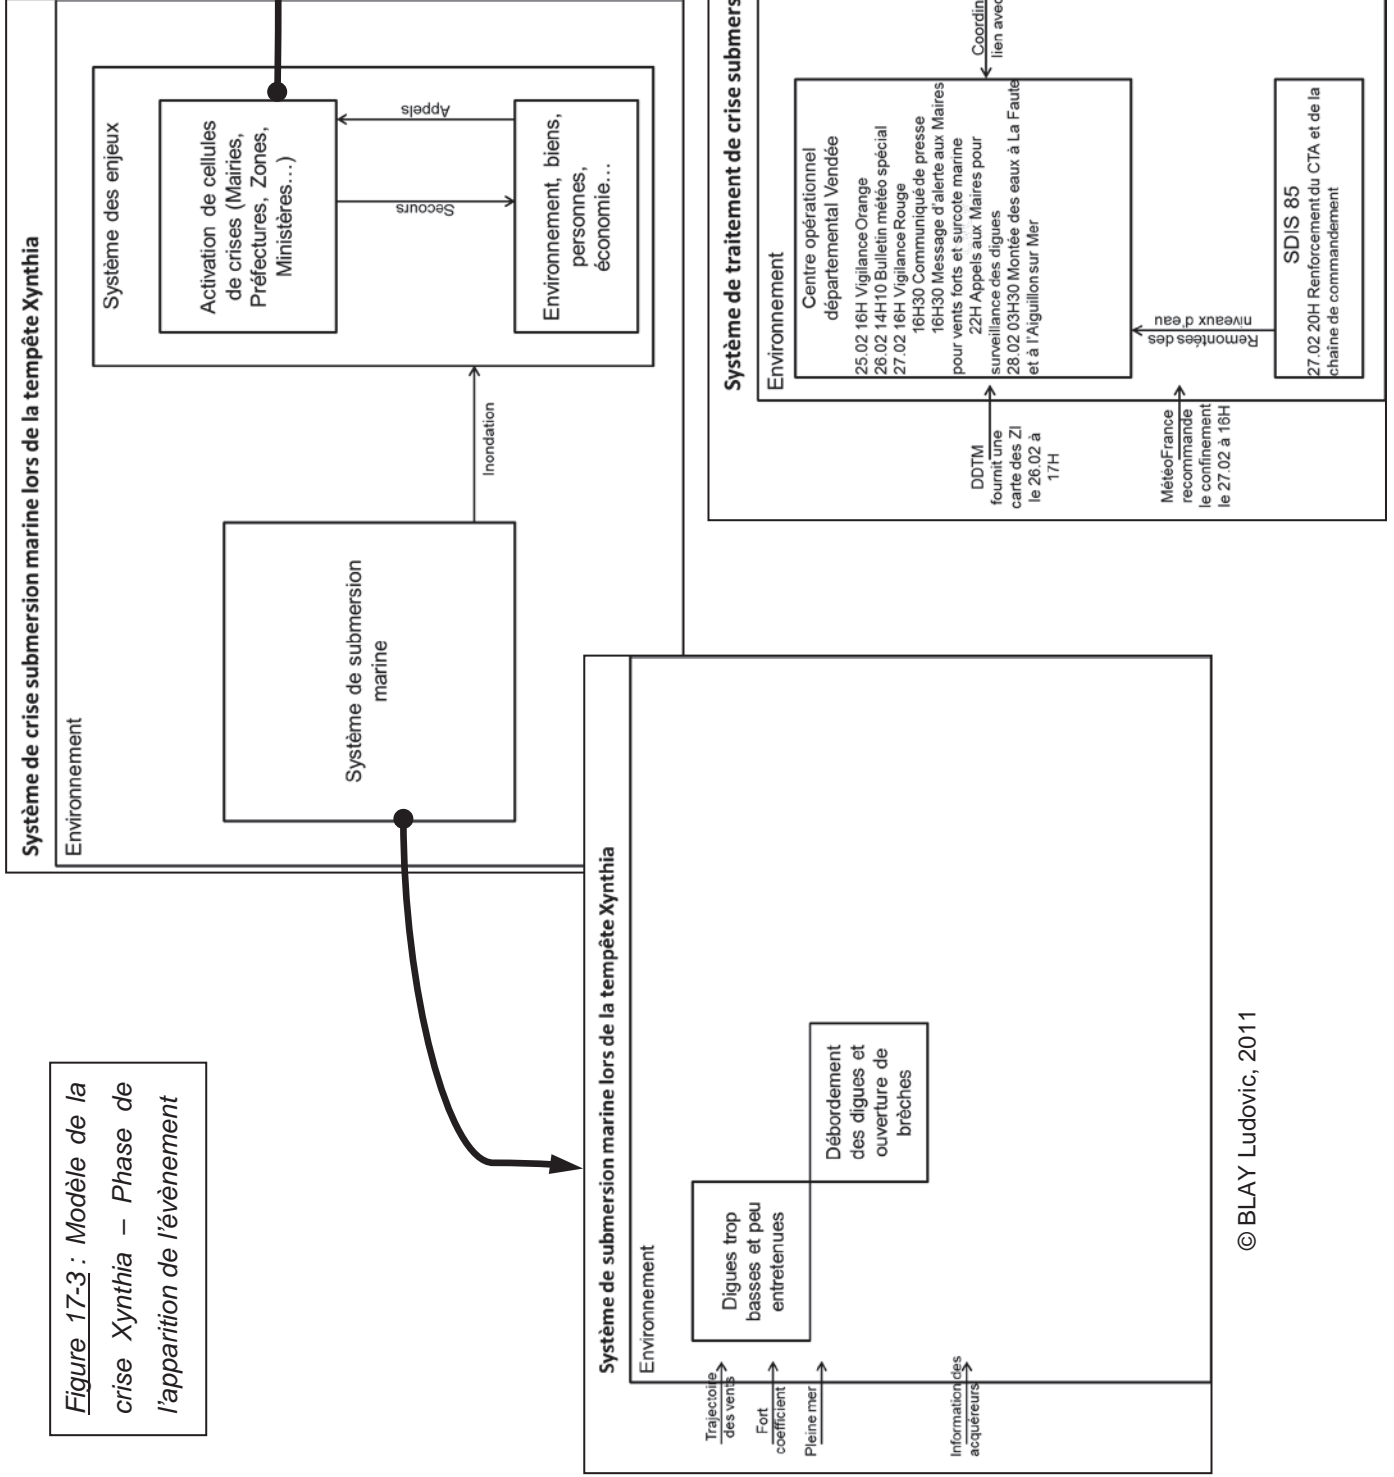 Figure 17-3 : Modèle de la
crise Xynthia – Phase de
l'apparition de l'évènement
Système de crise submersion marine lors de la tempête Xynthia
Environnement
Système de submersion
marine
Inondation
Système des enjeux
Activation de cellules
de crises (Mairies,
Préfectures, Zones,
Ministères…)
Secours
Appels
Environnement, biens,
personnes,
économie…
Système de submersion marine lors de la tempête Xynthia
Environnement
Trajectoire
des vents
Fort
coefficient
Pleine mer
Information des
acquéreurs
Digues trop
basses et peu
entretenues
Débordement
des digues et
ouverture de
brèches
Système de traitement de crise submers
Environnement
DDTM
fournit une
carte des ZI
le 26.02 à
17H
MétéoFrance
recommande
le confinement
le 27.02 à 16H
Centre opérationnel
départemental Vendée
25.02 16H Vigilance Orange
26.02 14H10 Bulletin météo spécial
27.02 16H Vigilance Rouge
16H30 Communiqué de presse
16H30 Message d'alerte aux Maires
pour vents forts et surcote marine
22H Appels aux Maires pour
surveillance des digues
28.02 03H30 Montée des eaux à La Faute
et à l'Aiguillon sur Mer
Coordin
lien avec
Remontées des
niveaux d'eau
SDIS 85
27.02 20H Renforcement du CTA et de la
chaîne de commandement
© BLAY Ludovic, 2011